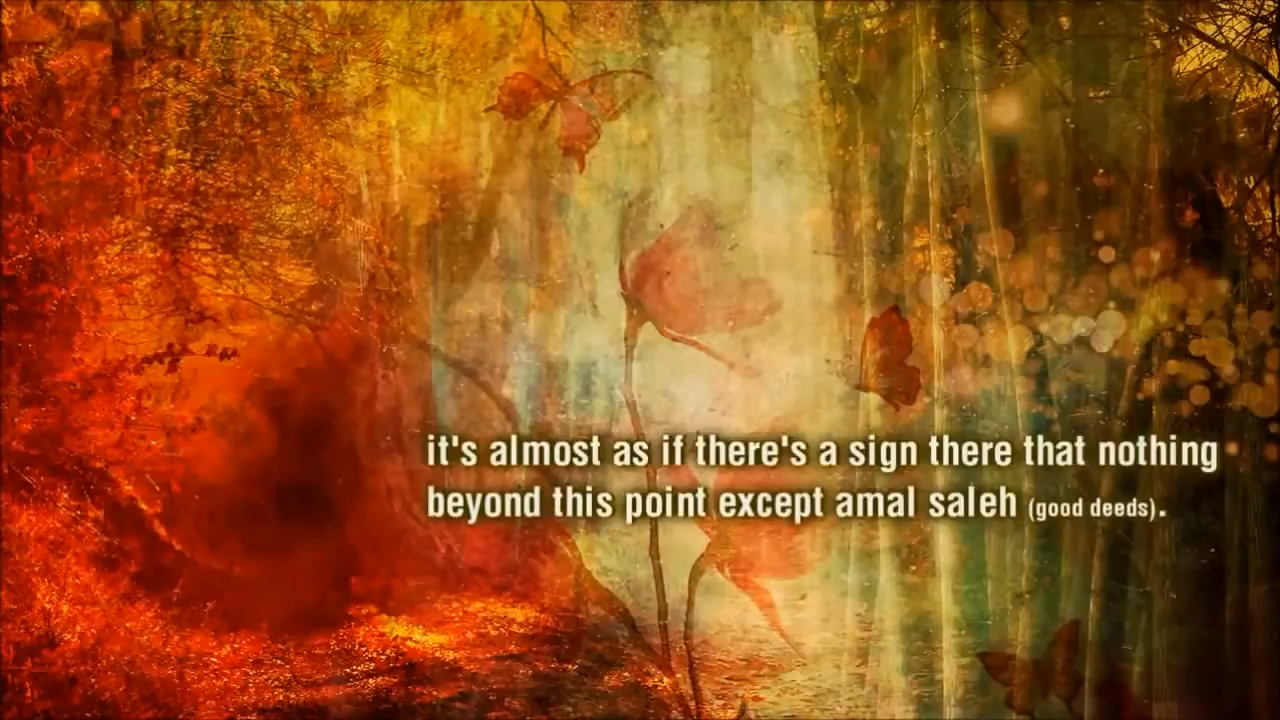 it's almost as if there's a sign there that nothing
beyond this point except amal saleh (good deeds).